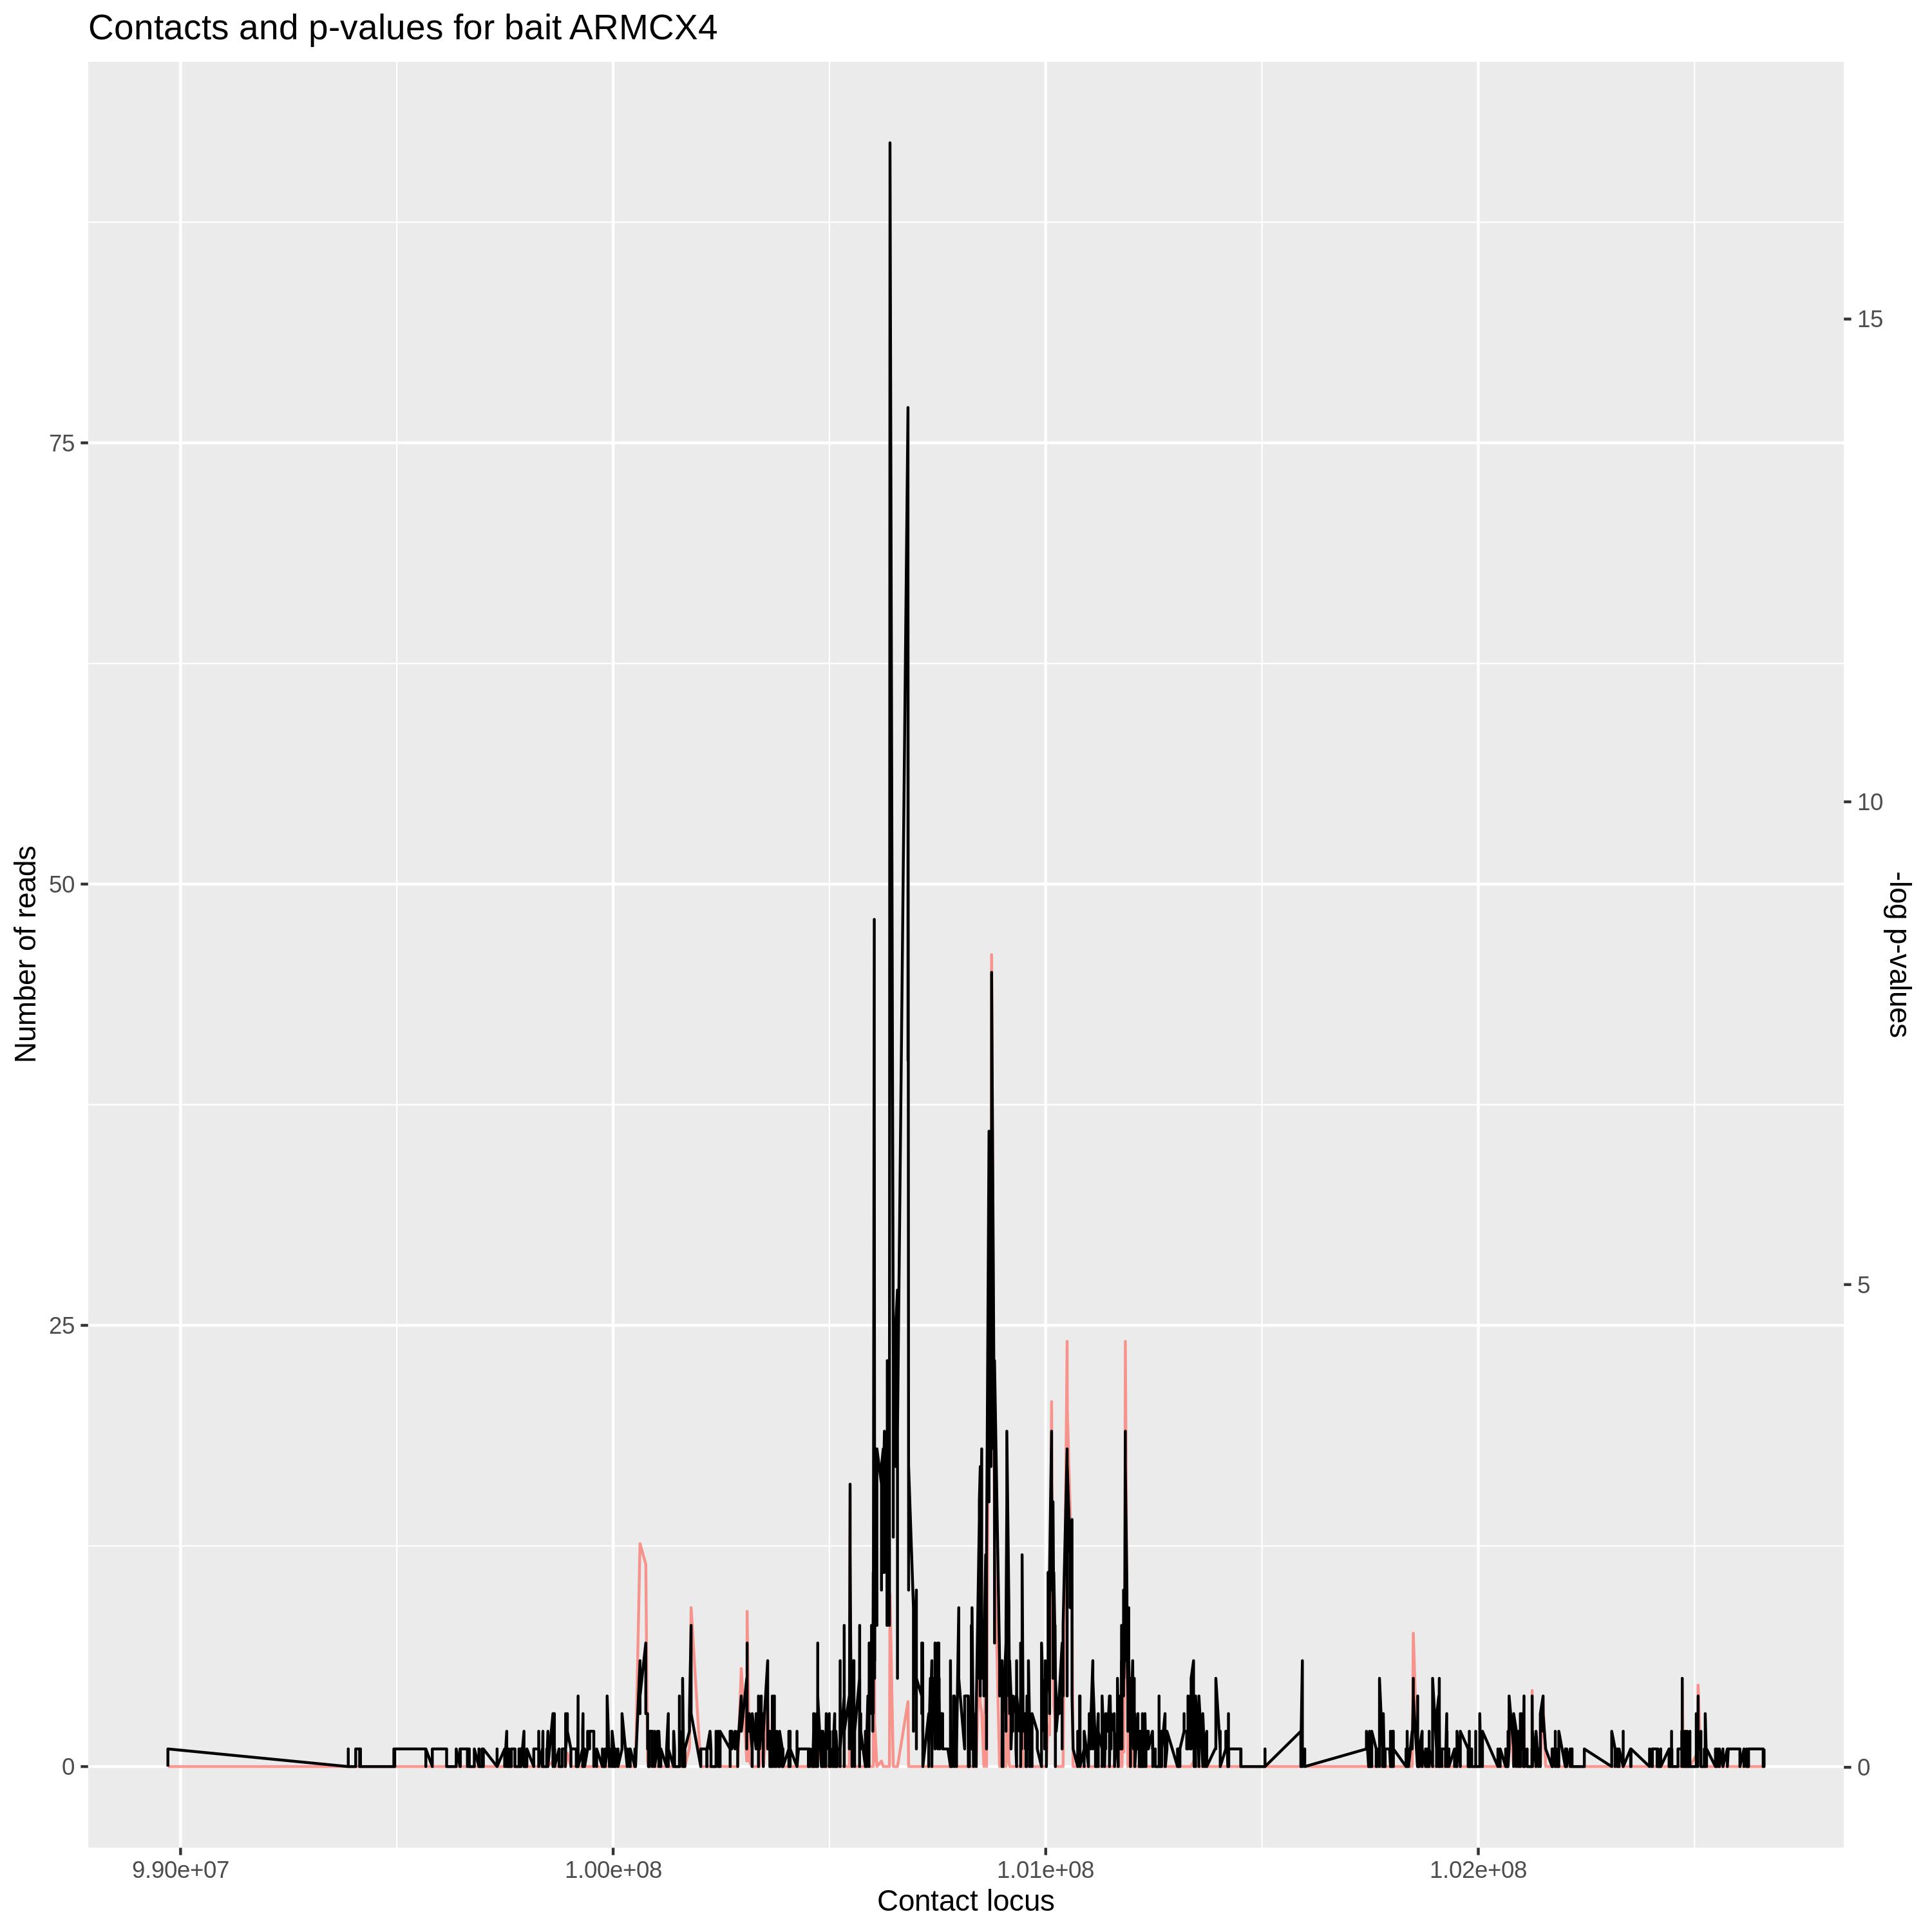 Contacts and p-values for bait ARMCX4
75
50
25
0
Number of reads
15
10
5
0
-log p-values
9.90e+07
1.00e+08
1.01e+08
1.02e+08
Contact locus